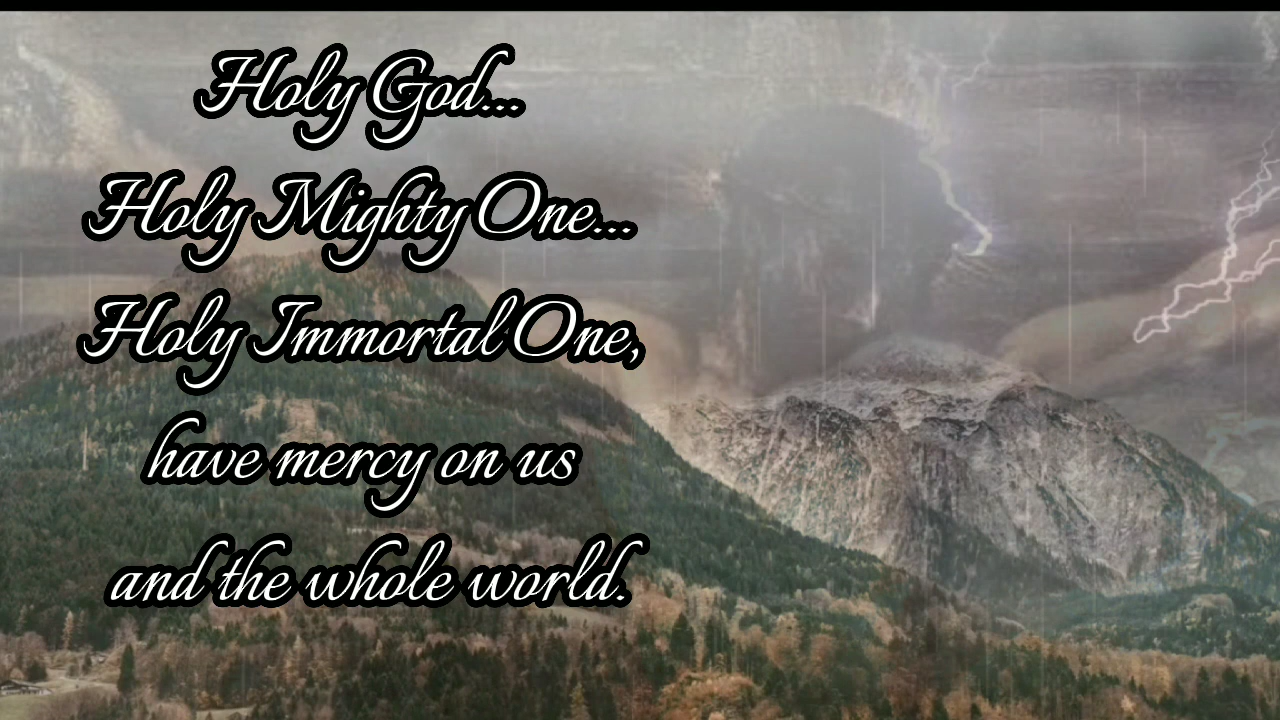 Holy God...
Holy Mighty One...
Holy Immortal One,
have mercy on us
and the whole world.